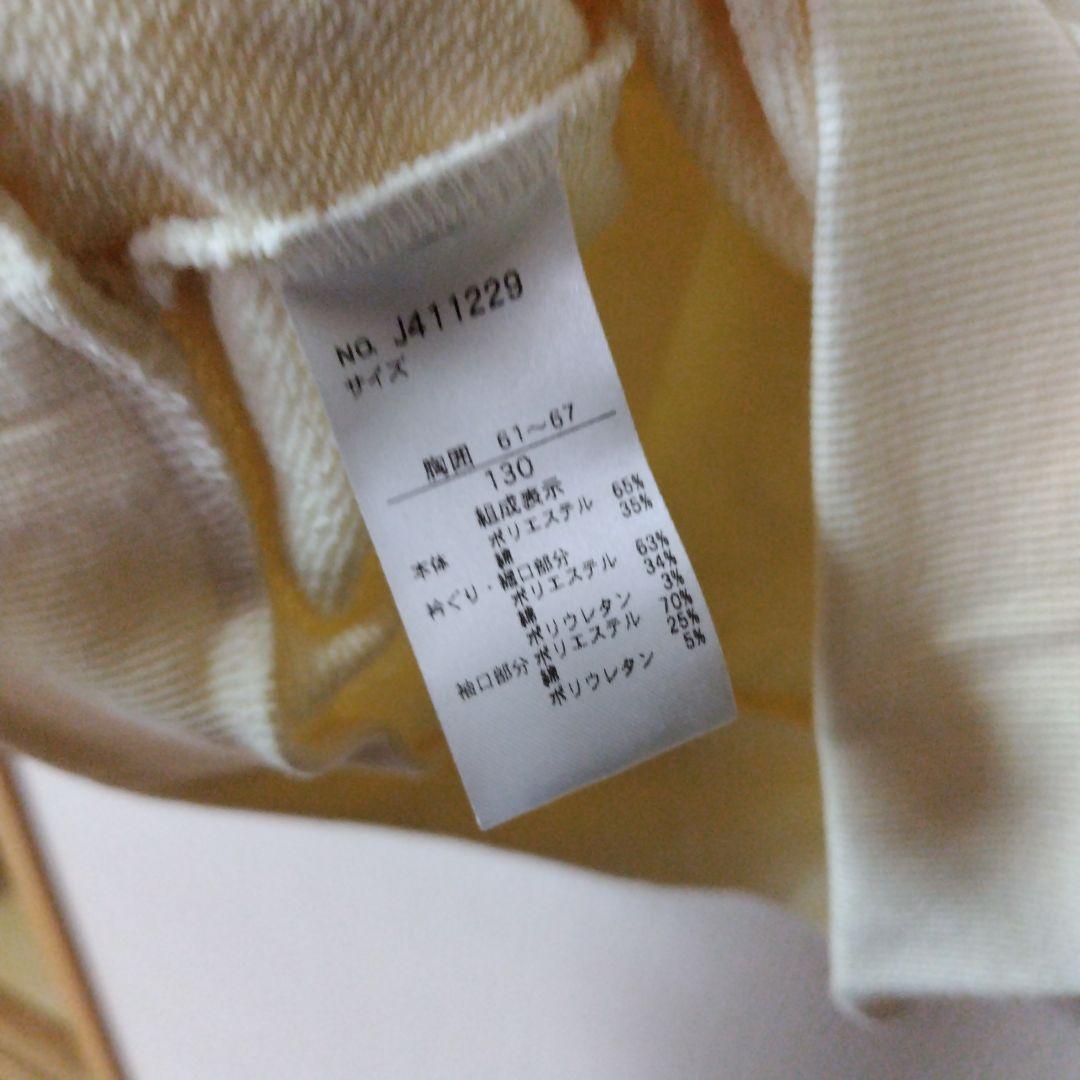 NO. J411229
サイズ
胸囲 61～67
130
組成表示
本体 ポリエステル 65%
綿 35%
衿ぐり・裾口部分
ポリエステル 63%
綿 34%
ポリウレタン 3%
袖口部分 ポリエステル 70%
綿 25%
ポリウレタン 5%